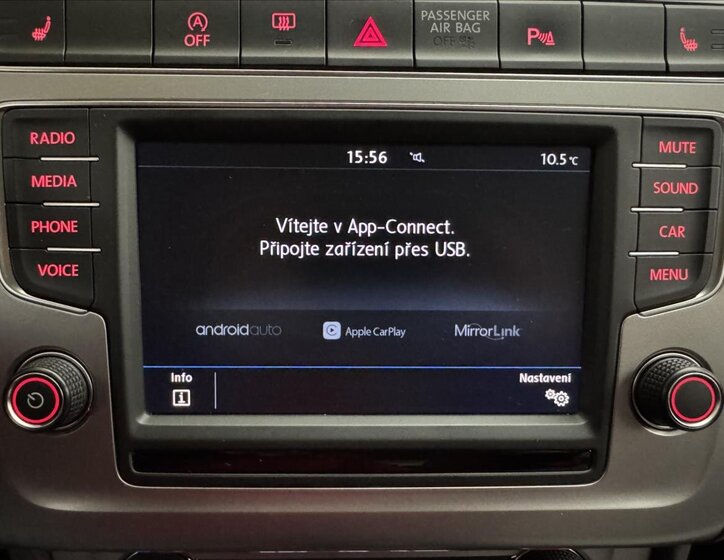 OFF
PASSENGER
AIR BAG
OFF
RADIO
MEDIA
PHONE
VOICE
15:56
10.5°C
Vítejte v App-Connect.
Připojte zařízení přes USB.
androidauto
Apple CarPlay
MirrorLink
Info
Nastavení
MUTE
SOUND
CAR
MENU